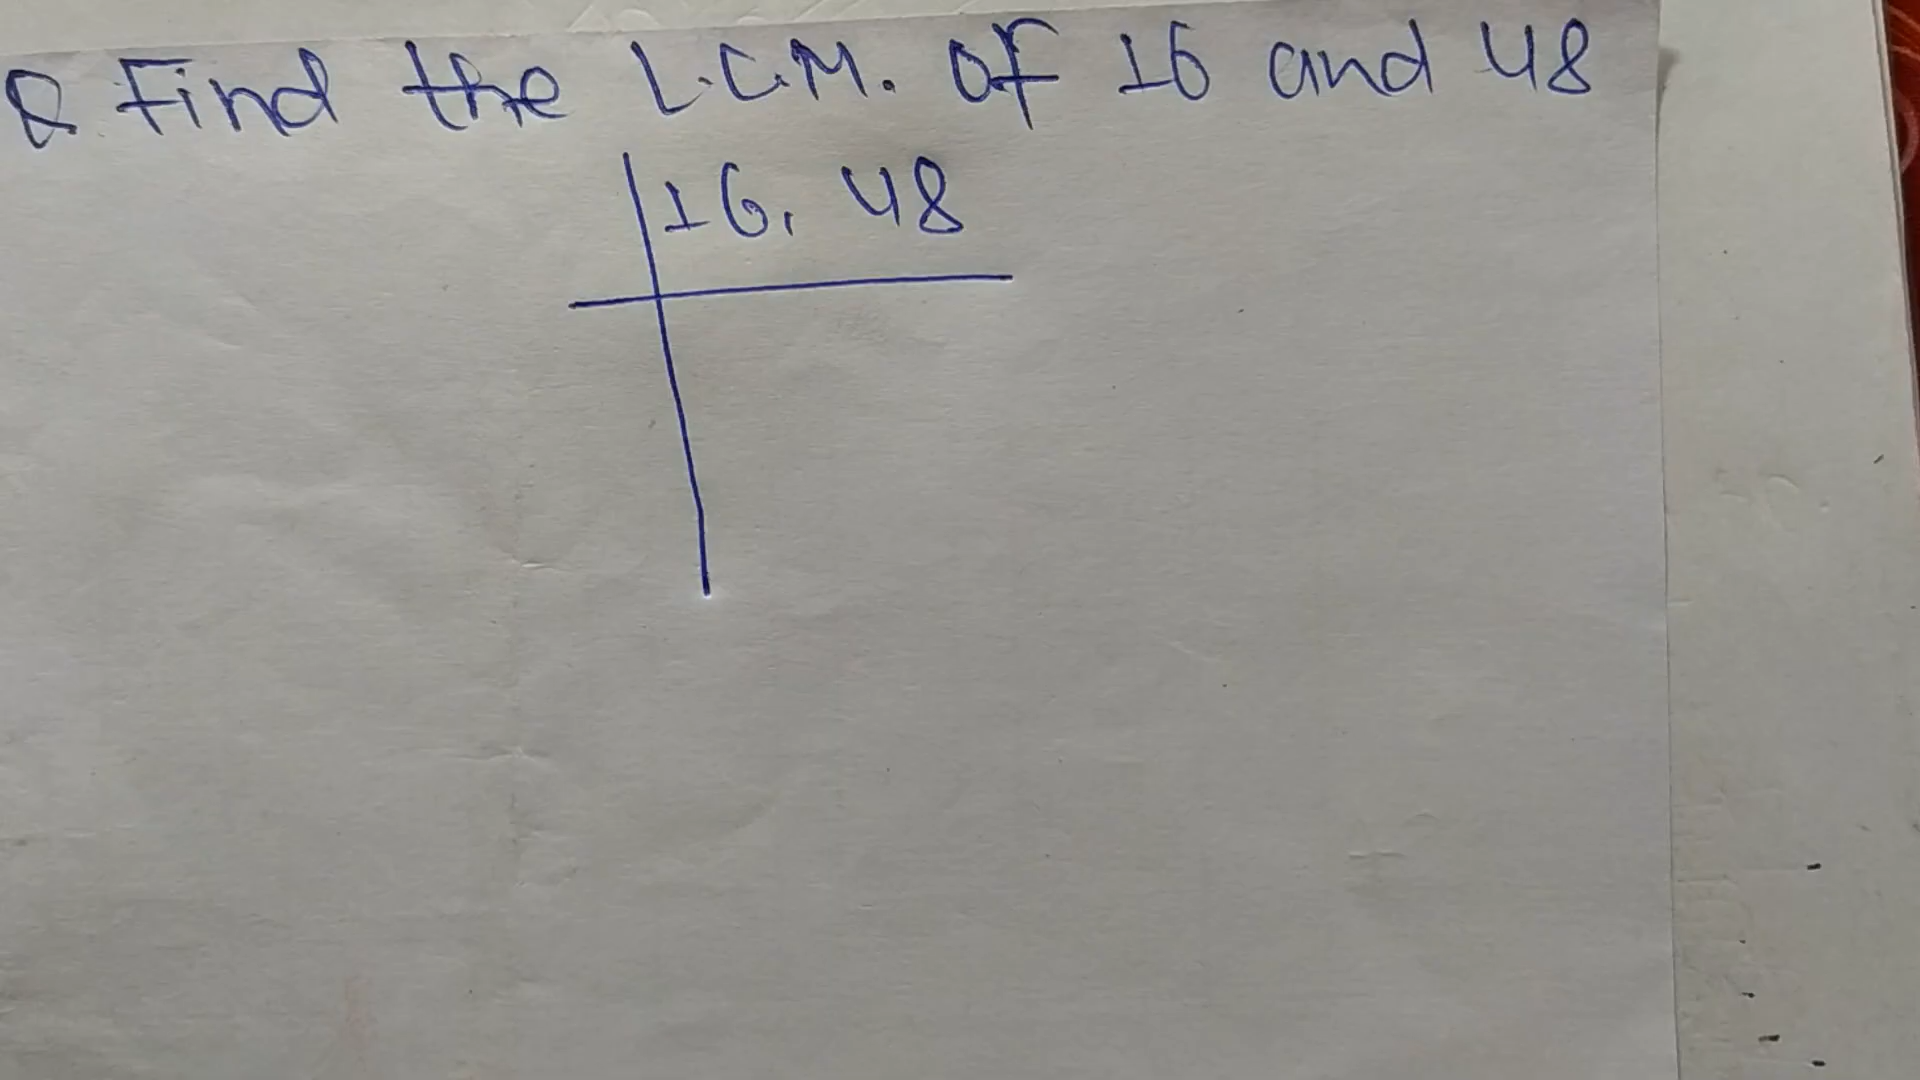 Q Find the L.C.M. of 16 and 48
16, 48